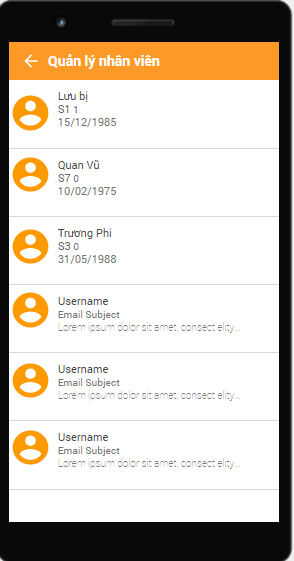 Quản lý nhân viên
Lưu bị
S1 1
15/12/1985
Quan Vũ
S7 0
10/02/1975
Trương Phi
S3 0
31/05/1988
Username
Email Subject
Lorem ipsum dolor sit amet, consect elity...
Username
Email Subject
Lorem ipsum dolor sit amet, consect elity...
Username
Email Subject
Lorem ipsum dolor sit amet, consect elity...